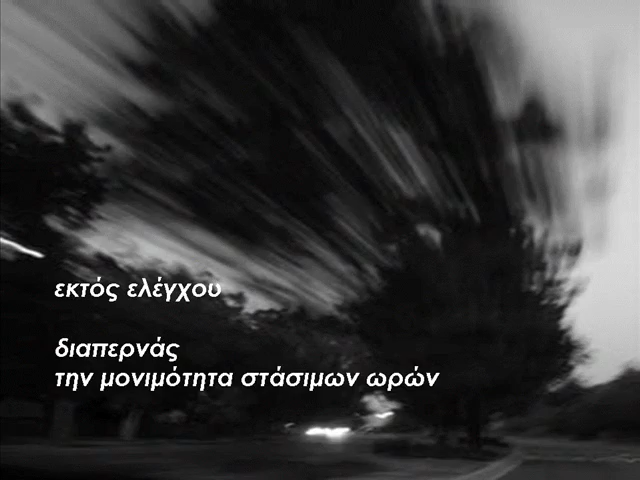 εκτός ελέγχου
διαπερνάς
την μονιμότητα στάσιμων ωρών